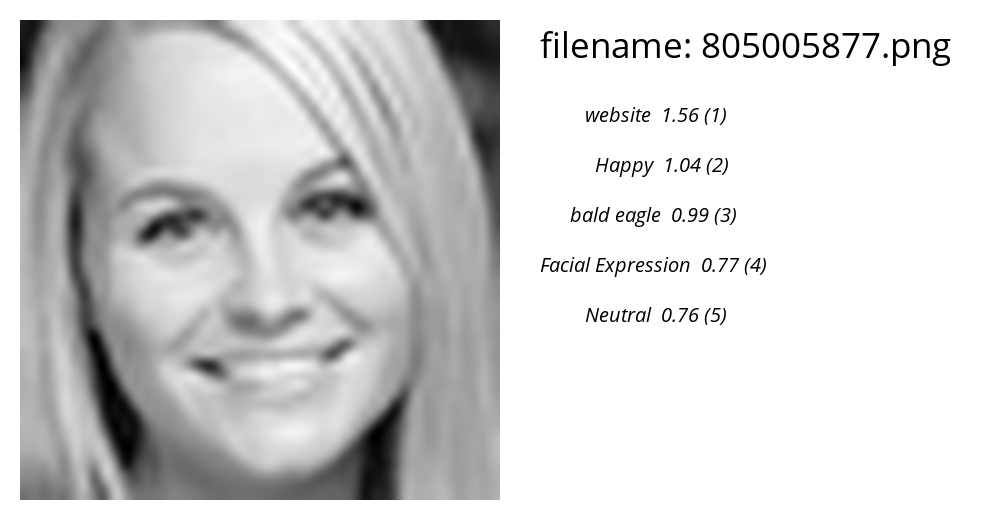 filename: 805005877.png
website 1.56 (1)
Happy 1.04 (2)
bald eagle 0.99 (3)
Facial Expression 0.77 (4)
Neutral 0.76 (5)